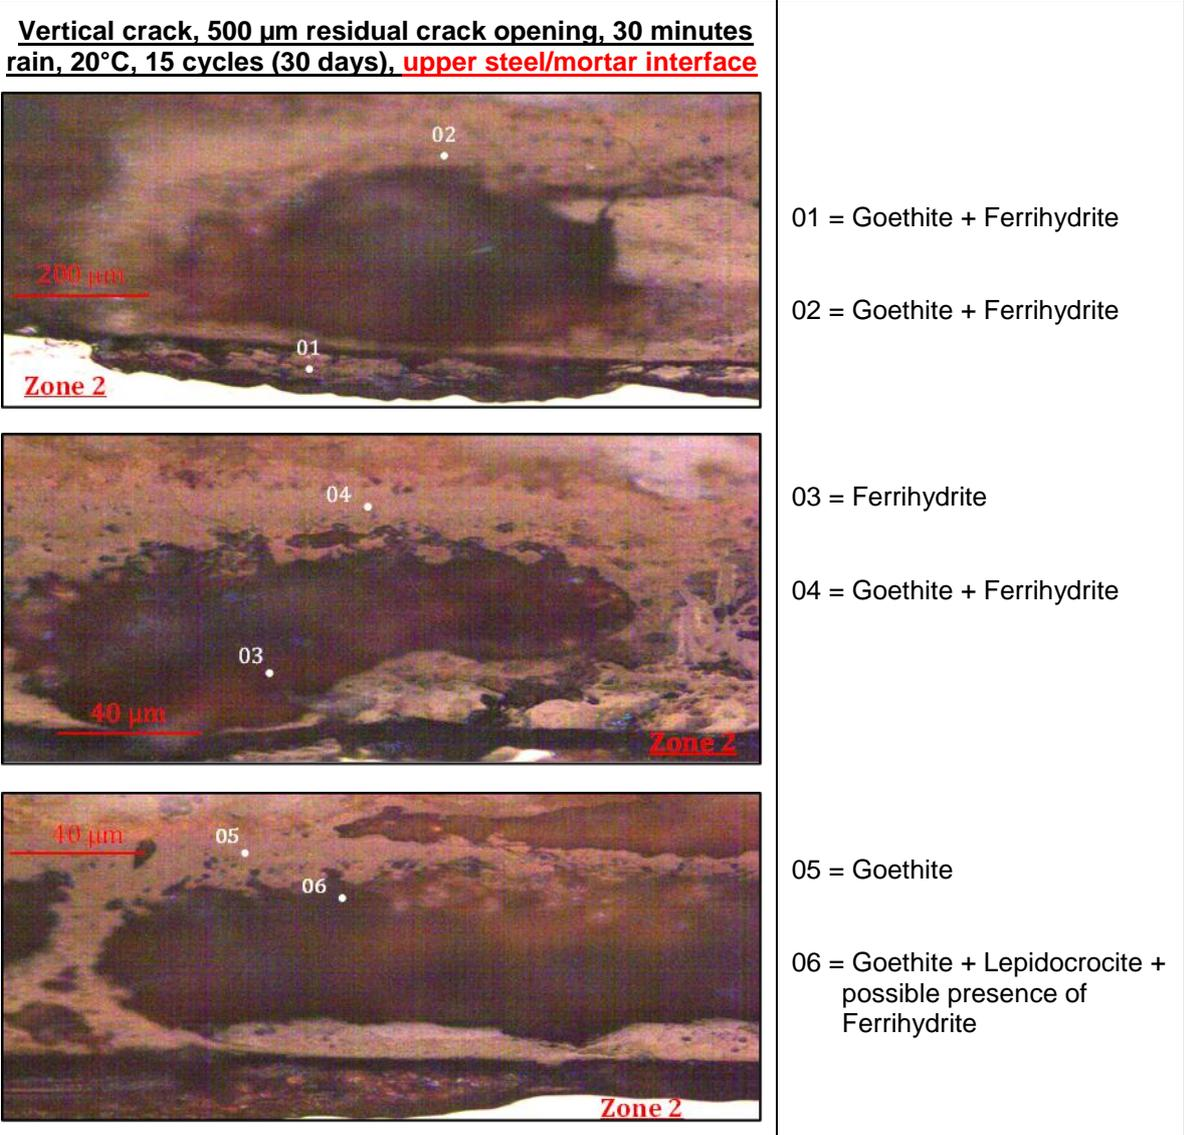 Vertical crack, 500 µm residual crack opening, 30 minutes
rain, 20°C, 15 cycles (30 days), upper steel/mortar interface
02
200 µm
01
Zone 2
01 = Goethite + Ferrihydrite
02 = Goethite + Ferrihydrite
04
03
40 µm
Zone 2
03 = Ferrihydrite
04 = Goethite + Ferrihydrite
40 µm
05
06
Zone 2
05 = Goethite
06 = Goethite + Lepidocrocite +
possible presence of
Ferrihydrite